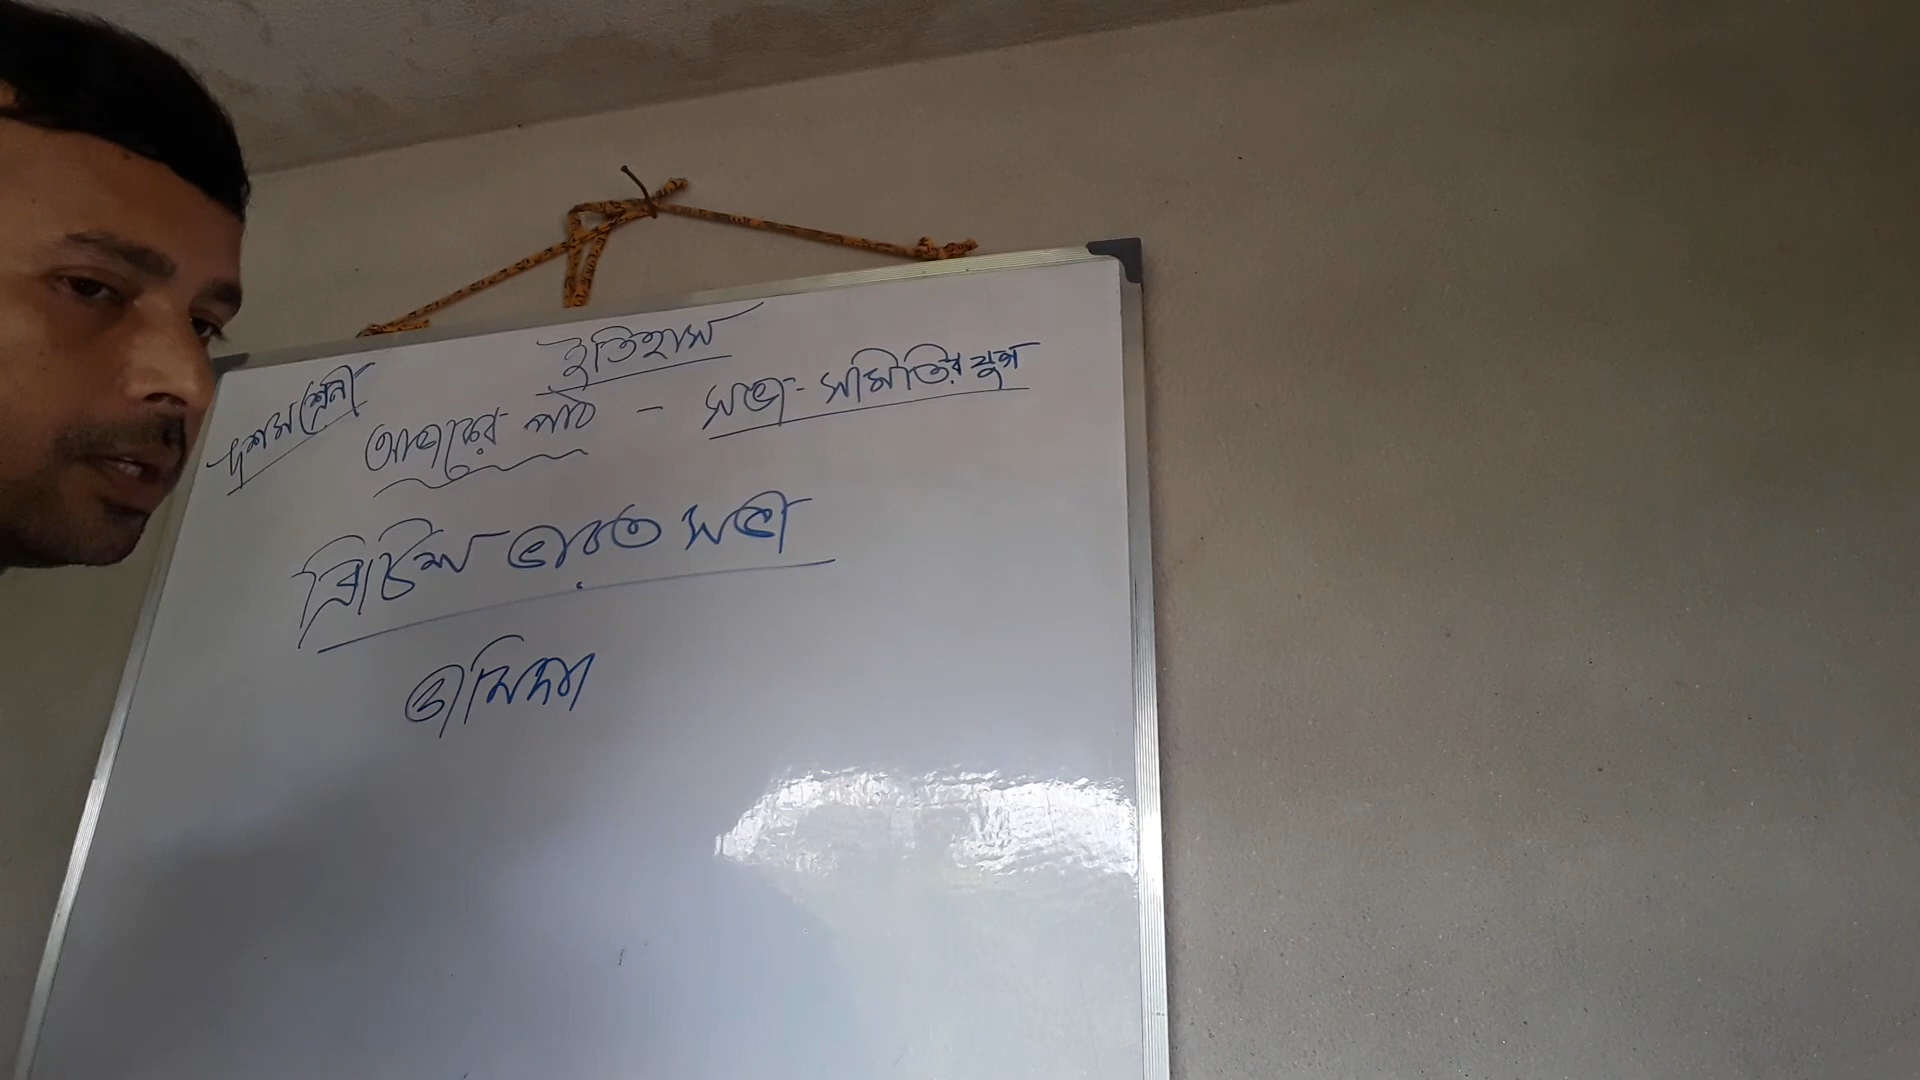 ইতিহাস
দশম শ্রেনী
আজকের পাঠ - সভা-সমিতির যুগ
ব্রিটিশ ভারত সভা